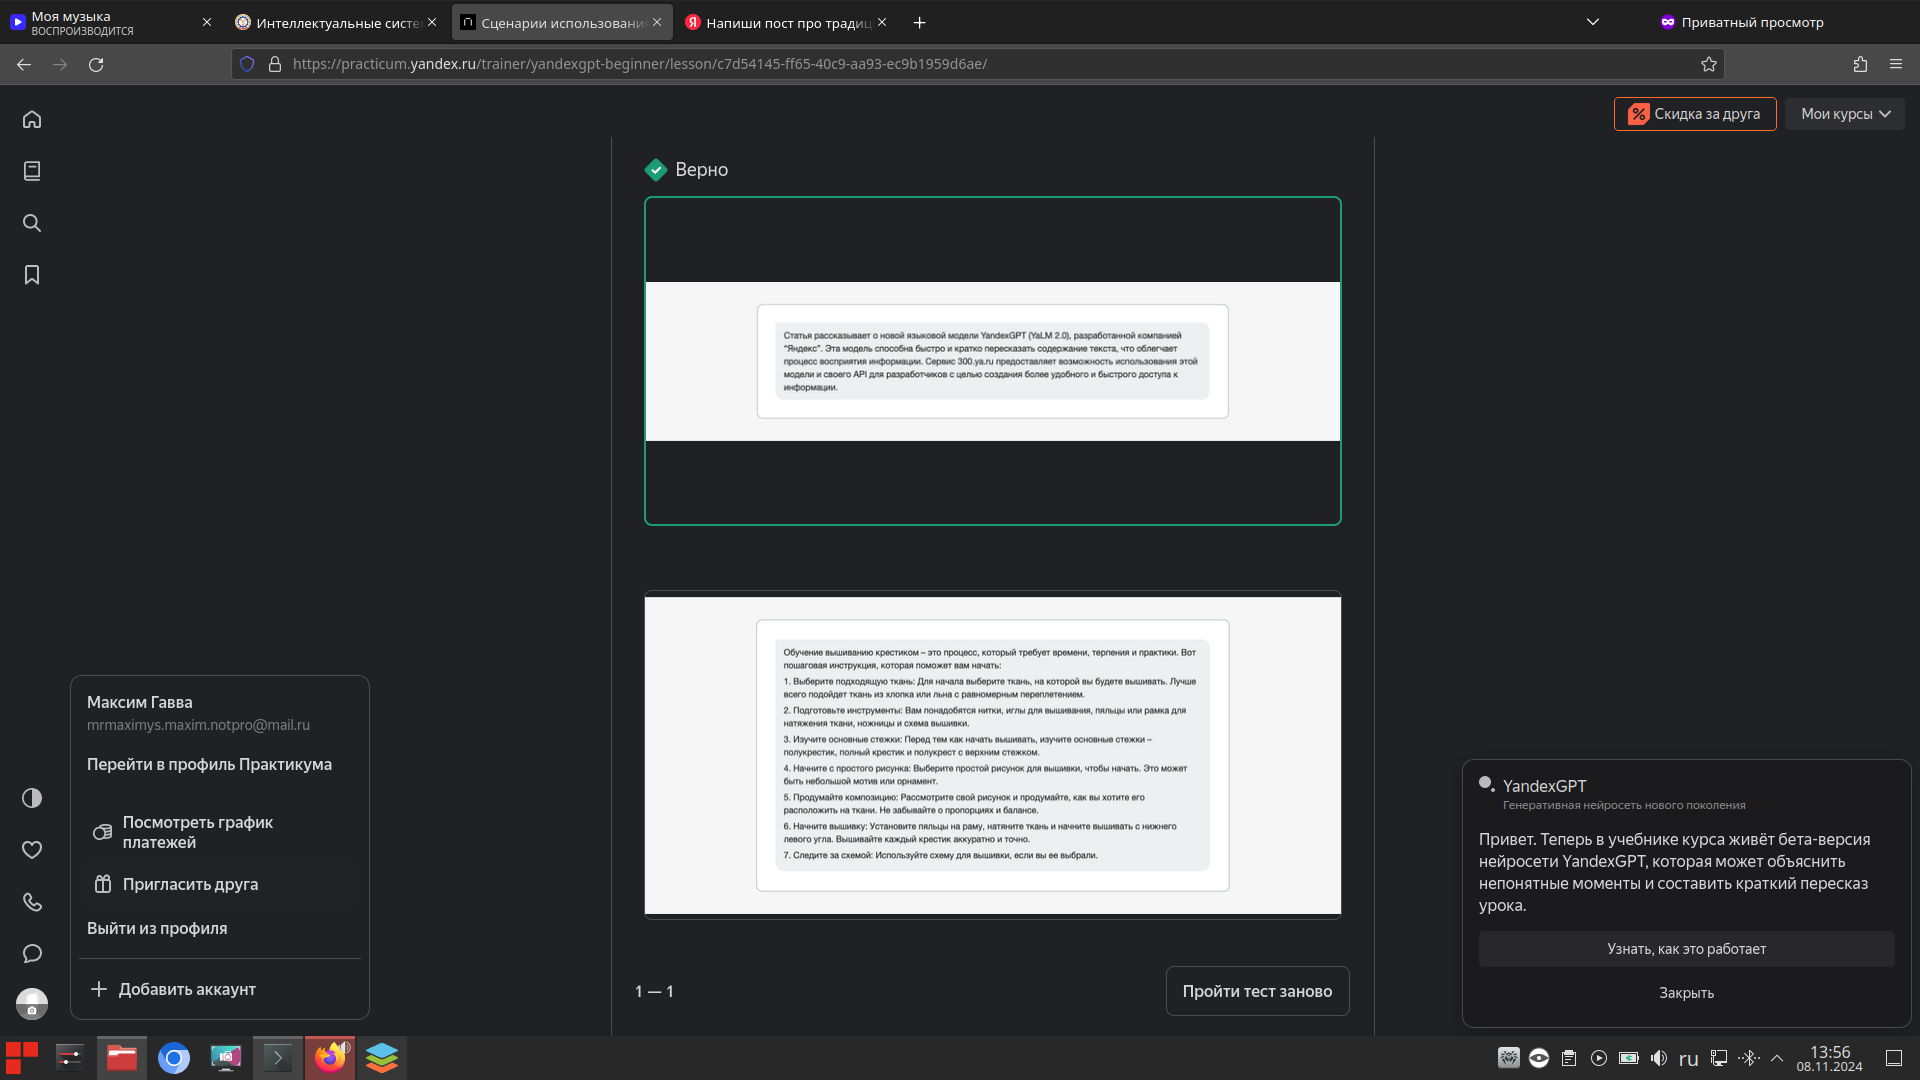 Моя музыка
ВОСПРОИЗВОДИТСЯ
Интеллектуальные систе
Сценарии использования
Напиши пост про традиц
Приватный просмотр
https://practicum.yandex.ru/trainer/yandexgpt-beginner/lesson/c7d54145-ff65-40c9-aa93-ec9b1959d6ae/
Скидка за друга
Мои курсы
Верно
Статья рассказывает о новой языковой модели YandexGPT (YaLM 2.0), разработанной компанией
"Яндекс". Эта модель способна быстро и кратко пересказать содержание текста, что облегчает
процесс восприятия информации. Сервис 300.ya.ru предоставляет возможность использования этой
модели и своего API для разработчиков с целью создания более удобного и быстрого доступа к
информации.
Обучение вышиванию крестиком – это процесс, который требует времени, терпения и практики. Вот
пошаговая инструкция, которая поможет вам начать:
1. Выберите подходящую ткань: Для начала выберите ткань, на которой вы будете вышивать. Лучше
всего подойдет ткань из хлопка или льна с равномерным переплетением.
2. Подготовьте инструменты: Вам понадобятся нитки, иглы для вышивания, пяльцы или рамка для
натяжения ткани, ножницы и схема вышивки.
3. Изучите основные стежки: Перед тем как начать вышивать, изучите основные стежки –
полукрестик, полный крестик и полукрест с верхним стежком.
4. Начните с простого рисунка: Выберите простой рисунок для вышивки, чтобы начать. Это может
быть небольшой мотив или орнамент.
5. Продумайте композицию: Рассмотрите свой рисунок и продумайте, как вы хотите его
расположить на ткани. Не забывайте о пропорциях и балансе.
6. Начните вышивку: Установите пяльцы на раму, натяните ткань и начните вышивать с нижнего
левого угла. Вышивайте каждый крестик аккуратно и точно.
7. Следите за схемой: Используйте схему для вышивки, если вы ее выбрали.
1 — 1
Пройти тест заново
Максим Гавва
mrmaximys.maxim.notpro@mail.ru
Перейти в профиль Практикума
Посмотреть график
платежей
Пригласить друга
Выйти из профиля
Добавить аккаунт
YandexGPT
Генеративная нейросеть нового поколения
Привет. Теперь в учебнике курса живёт бета-версия
нейросети YandexGPT, которая может объяснить
непонятные моменты и составить краткий пересказ
урока.
Узнать, как это работает
Закрыть
ru
13:56
08.11.2024